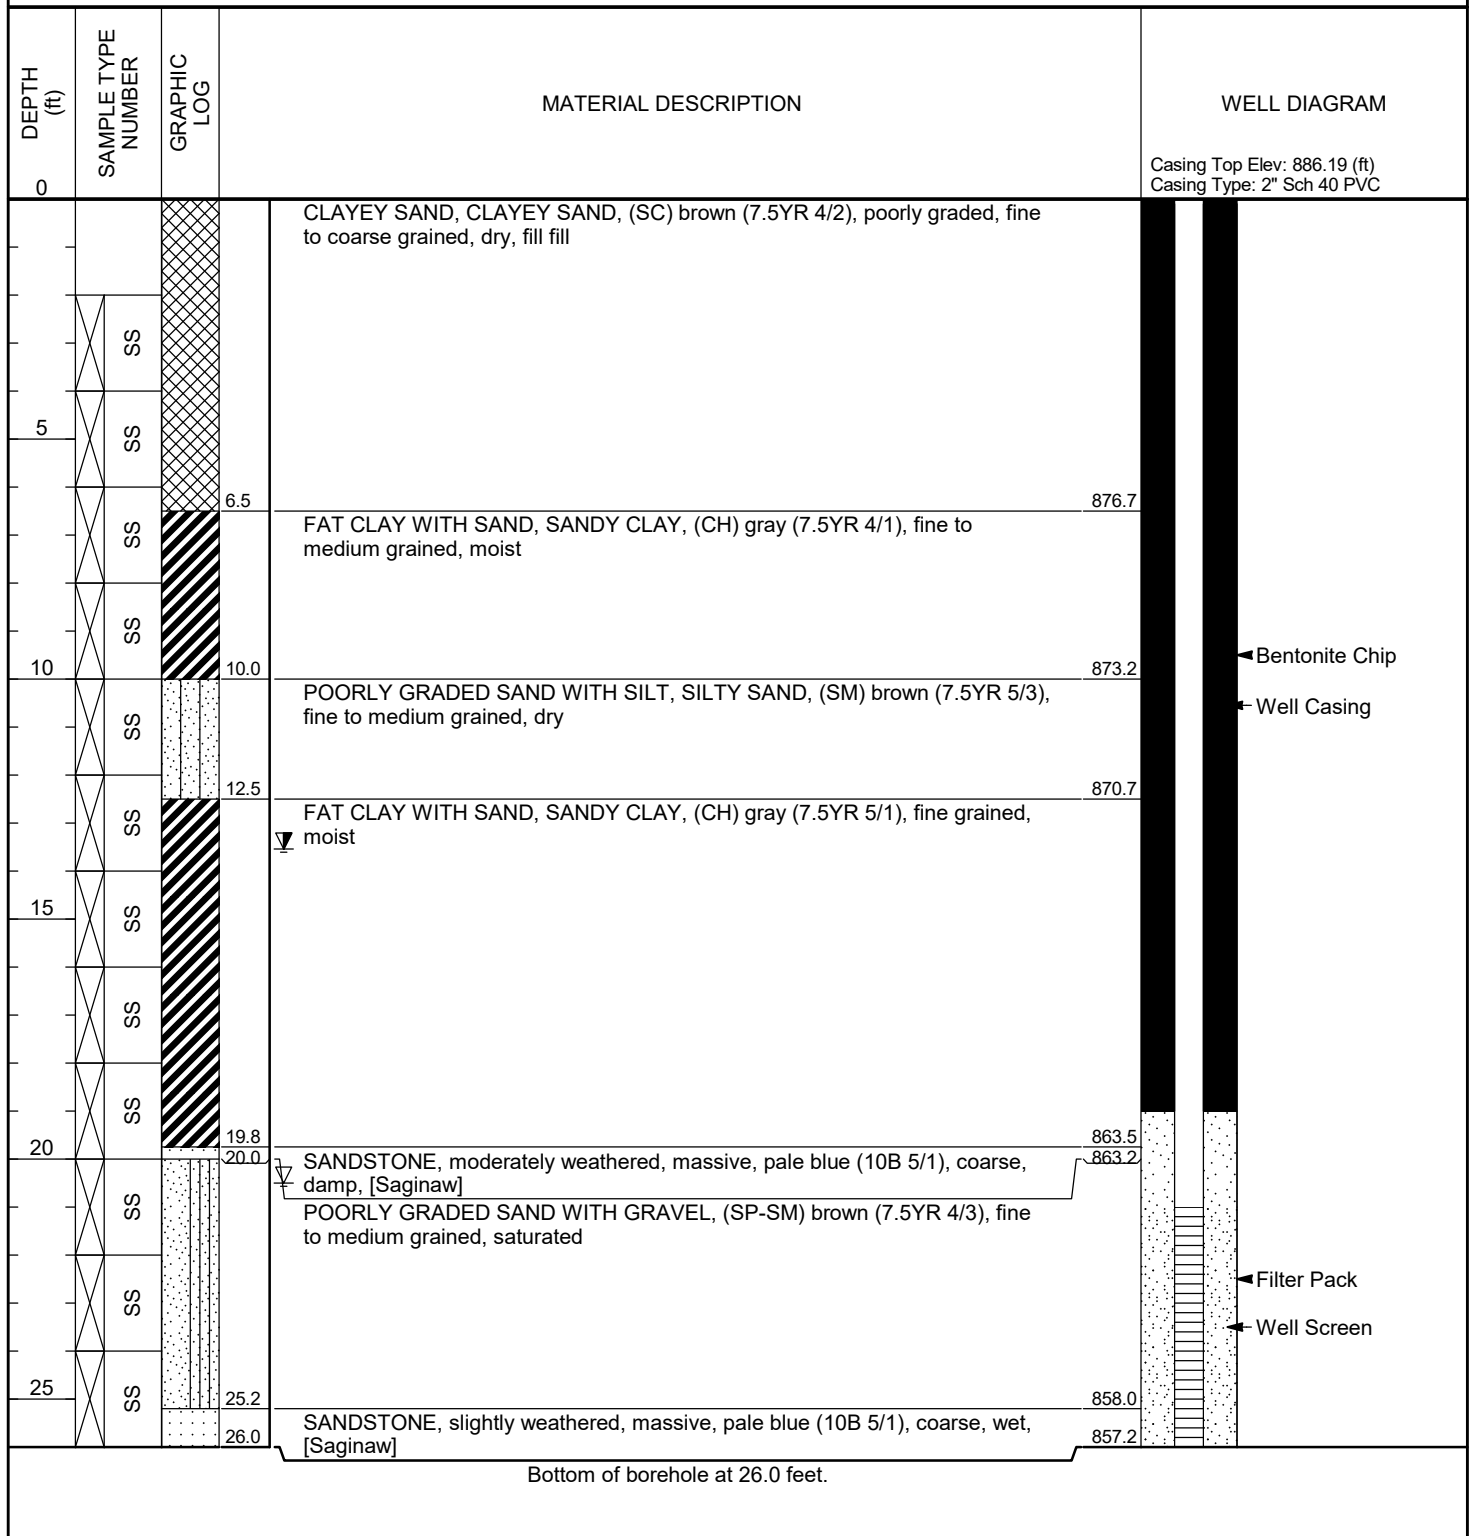 DEPTH
(ft)
SAMPLE TYPE
NUMBER
GRAPHIC
LOG
MATERIAL DESCRIPTION
WELL DIAGRAM
Casing Top Elev: 886.19 (ft)
Casing Type: 2" Sch 40 PVC
0
CLAYEY SAND, CLAYEY SAND, (SC) brown (7.5YR 4/2), poorly graded, fine
to coarse grained, dry, fill fill
SS
5
SS
6.5
876.7
FAT CLAY WITH SAND, SANDY CLAY, (CH) gray (7.5YR 4/1), fine to
medium grained, moist
SS
SS
Bentonite Chip
10
10.0
873.2
POORLY GRADED SAND WITH SILT, SILTY SAND, (SM) brown (7.5YR 5/3),
fine to medium grained, dry
Well Casing
SS
12.5
870.7
FAT CLAY WITH SAND, SANDY CLAY, (CH) gray (7.5YR 5/1), fine grained,
moist
SS
15
SS
SS
SS
19.8
863.5
20
20.0
863.2
SANDSTONE, moderately weathered, massive, pale blue (10B 5/1), coarse,
damp, [Saginaw]
SS
POORLY GRADED SAND WITH GRAVEL, (SP-SM) brown (7.5YR 4/3), fine
to medium grained, saturated
Filter Pack
SS
Well Screen
25
SS
25.2
858.0
SANDSTONE, slightly weathered, massive, pale blue (10B 5/1), coarse, wet,
[Saginaw]
26.0
857.2
Bottom of borehole at 26.0 feet.